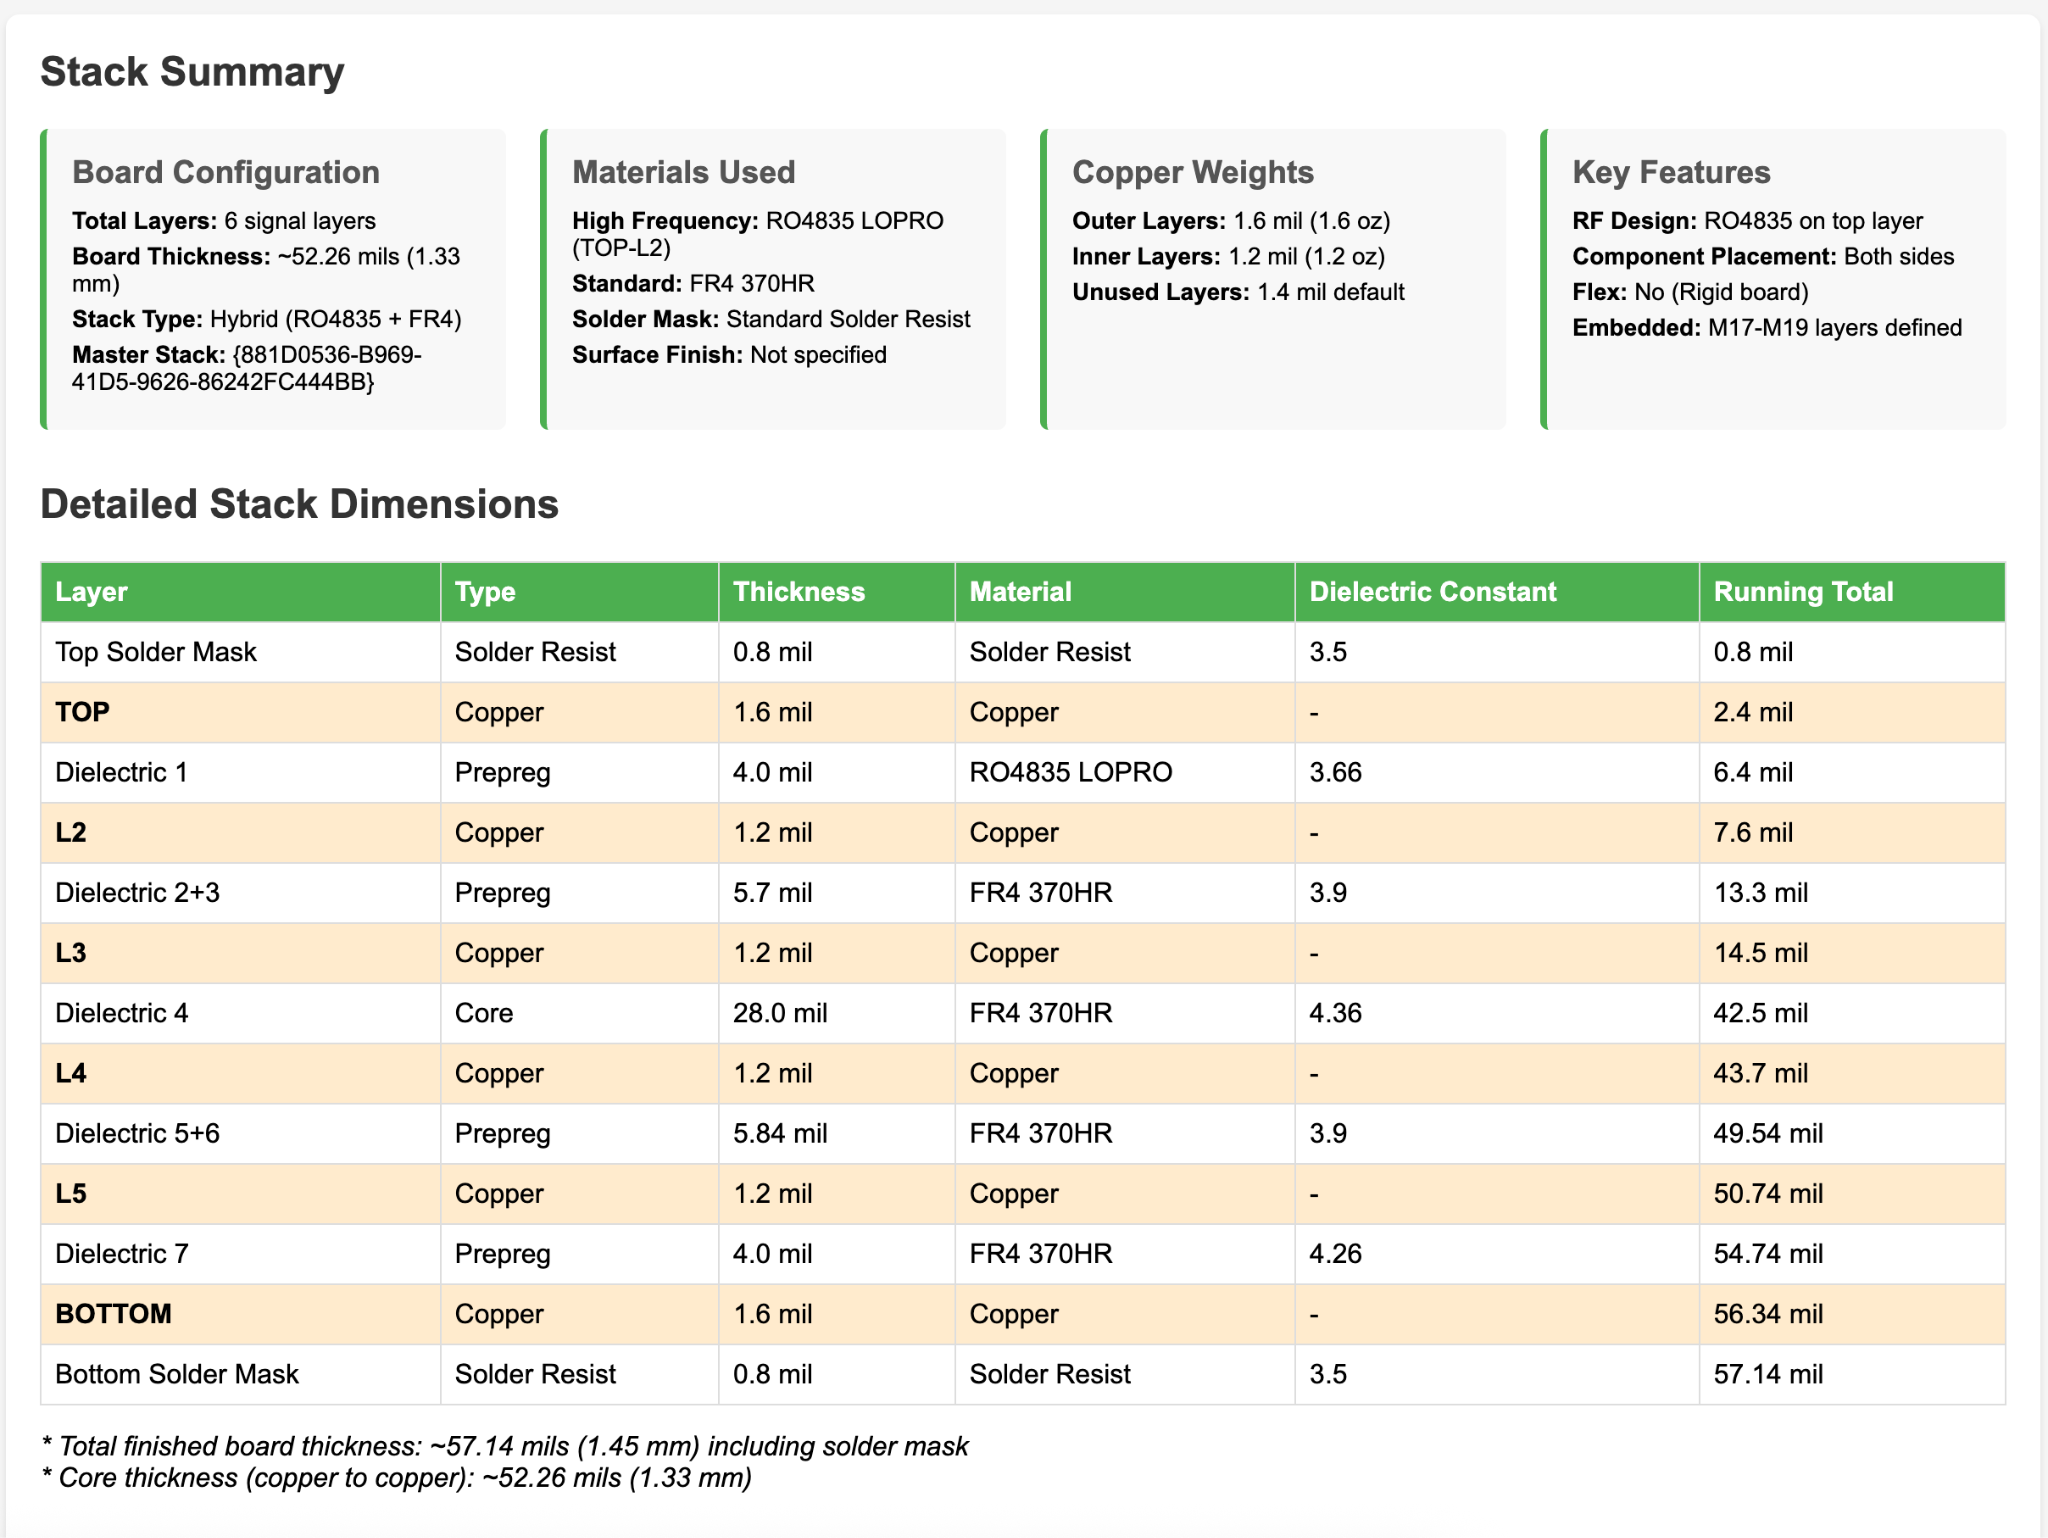 Stack Summary
Board Configuration
Total Layers: 6 signal layers
Board Thickness: ~52.26 mils (1.33
mm)
Stack Type: Hybrid (RO4835 + FR4)
Master Stack: {881D0536-B969-
41D5-9626-86242FC444BB}
Materials Used
High Frequency: RO4835 LOPRO
(TOP-L2)
Standard: FR4 370HR
Solder Mask: Standard Solder Resist
Surface Finish: Not specified
Copper Weights
Outer Layers: 1.6 mil (1.6 oz)
Inner Layers: 1.2 mil (1.2 oz)
Unused Layers: 1.4 mil default
Key Features
RF Design: RO4835 on top layer
Component Placement: Both sides
Flex: No (Rigid board)
Embedded: M17-M19 layers defined
Detailed Stack Dimensions
Layer Type Thickness Material Dielectric Constant Running Total
Top Solder Mask Solder Resist 0.8 mil Solder Resist 3.5 0.8 mil
TOP Copper 1.6 mil Copper - 2.4 mil
Dielectric 1 Prepreg 4.0 mil RO4835 LOPRO 3.66 6.4 mil
L2 Copper 1.2 mil Copper - 7.6 mil
Dielectric 2+3 Prepreg 5.7 mil FR4 370HR 3.9 13.3 mil
L3 Copper 1.2 mil Copper - 14.5 mil
Dielectric 4 Core 28.0 mil FR4 370HR 4.36 42.5 mil
L4 Copper 1.2 mil Copper - 43.7 mil
Dielectric 5+6 Prepreg 5.84 mil FR4 370HR 3.9 49.54 mil
L5 Copper 1.2 mil Copper - 50.74 mil
Dielectric 7 Prepreg 4.0 mil FR4 370HR 4.26 54.74 mil
BOTTOM Copper 1.6 mil Copper - 56.34 mil
Bottom Solder Mask Solder Resist 0.8 mil Solder Resist 3.5 57.14 mil
* Total finished board thickness: ~57.14 mils (1.45 mm) including solder mask
* Core thickness (copper to copper): ~52.26 mils (1.33 mm)